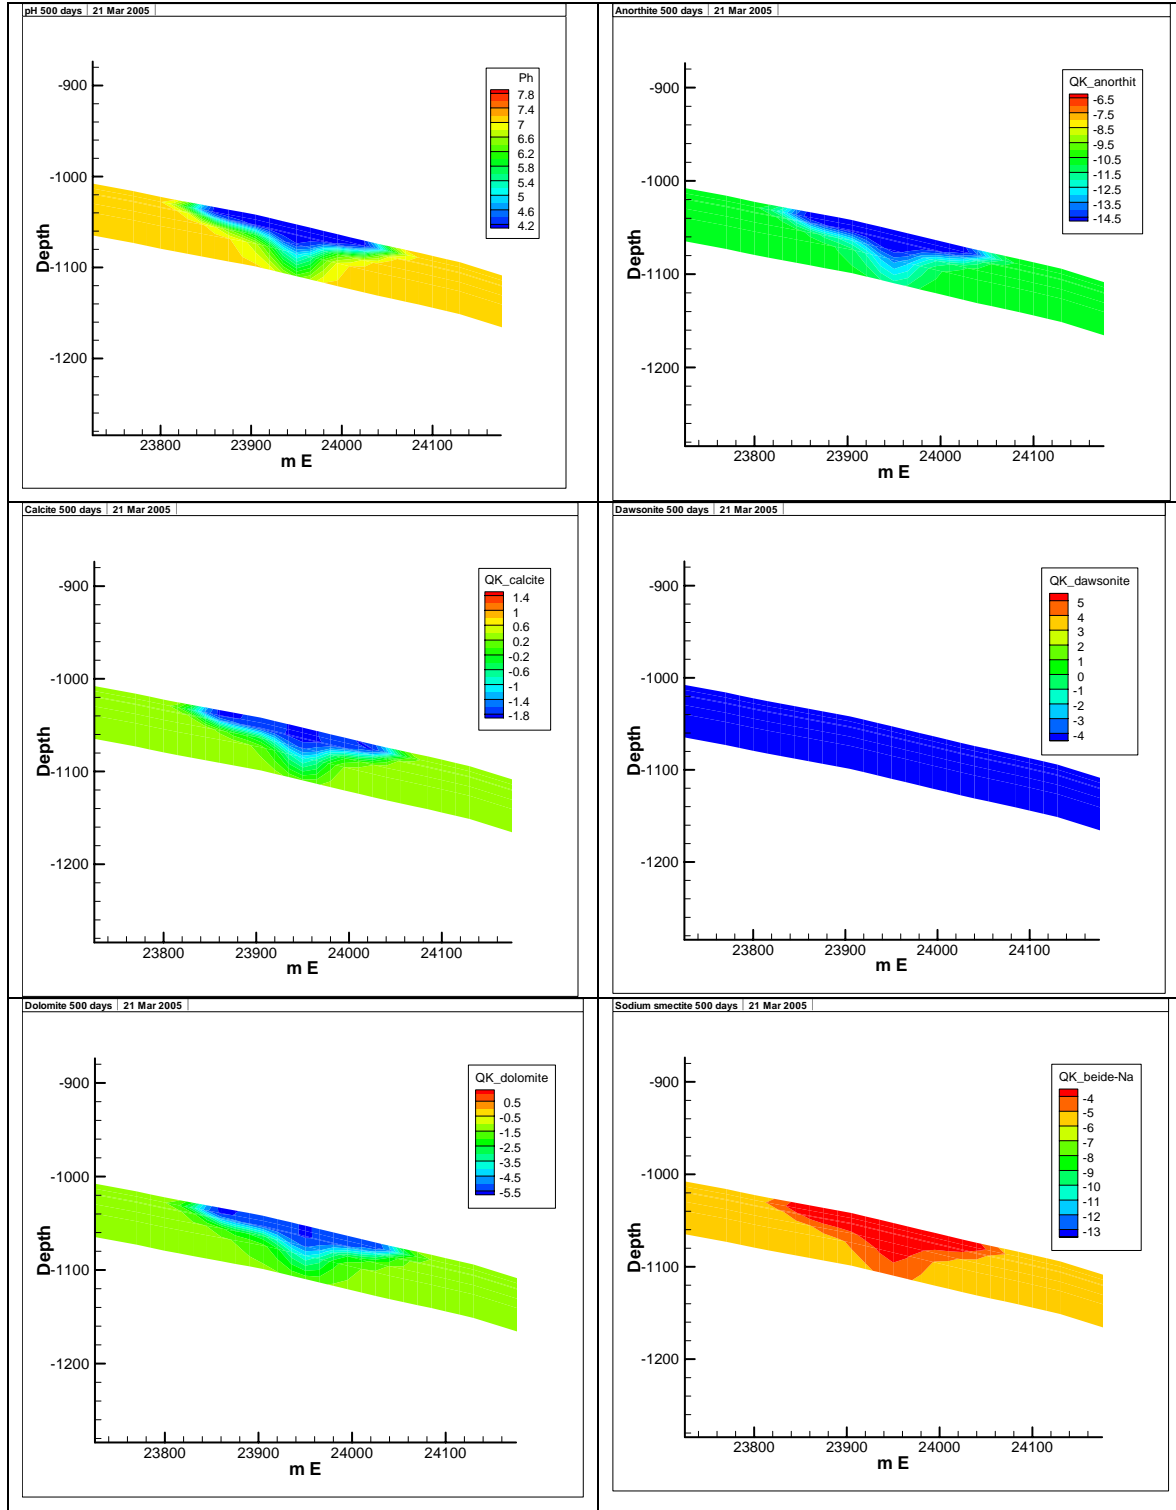 pH 500 days | 21 Mar 2005
Ph
7.8
7.4
7
6.6
6.2
5.8
5.4
5
4.6
4.2
-900
-1000
-1100
-1200
Depth
23800 23900 24000 24100
m E
Anorthite 500 days | 21 Mar 2005
QK_anorthit
-6.5
-7.5
-8.5
-9.5
-10.5
-11.5
-12.5
-13.5
-14.5
-900
-1000
-1100
-1200
Depth
23800 23900 24000 24100
m E
Calcite 500 days | 21 Mar 2005
QK_calcite
1.4
1
0.6
0.2
-0.2
-0.6
-1
-1.4
-1.8
-900
-1000
-1100
-1200
Depth
23800 23900 24000 24100
m E
Dawsonite 500 days | 21 Mar 2005
QK_dawsonite
5
4
3
2
1
0
-1
-2
-3
-4
-900
-1000
-1100
-1200
Depth
23800 23900 24000 24100
m E
Dolomite 500 days | 21 Mar 2005
QK_dolomite
0.5
-0.5
-1.5
-2.5
-3.5
-4.5
-5.5
-900
-1000
-1100
-1200
Depth
23800 23900 24000 24100
m E
Sodium smectite 500 days | 21 Mar 2005
QK_beide-Na
-4
-5
-6
-7
-8
-9
-10
-11
-12
-13
-900
-1000
-1100
-1200
Depth
23800 23900 24000 24100
m E